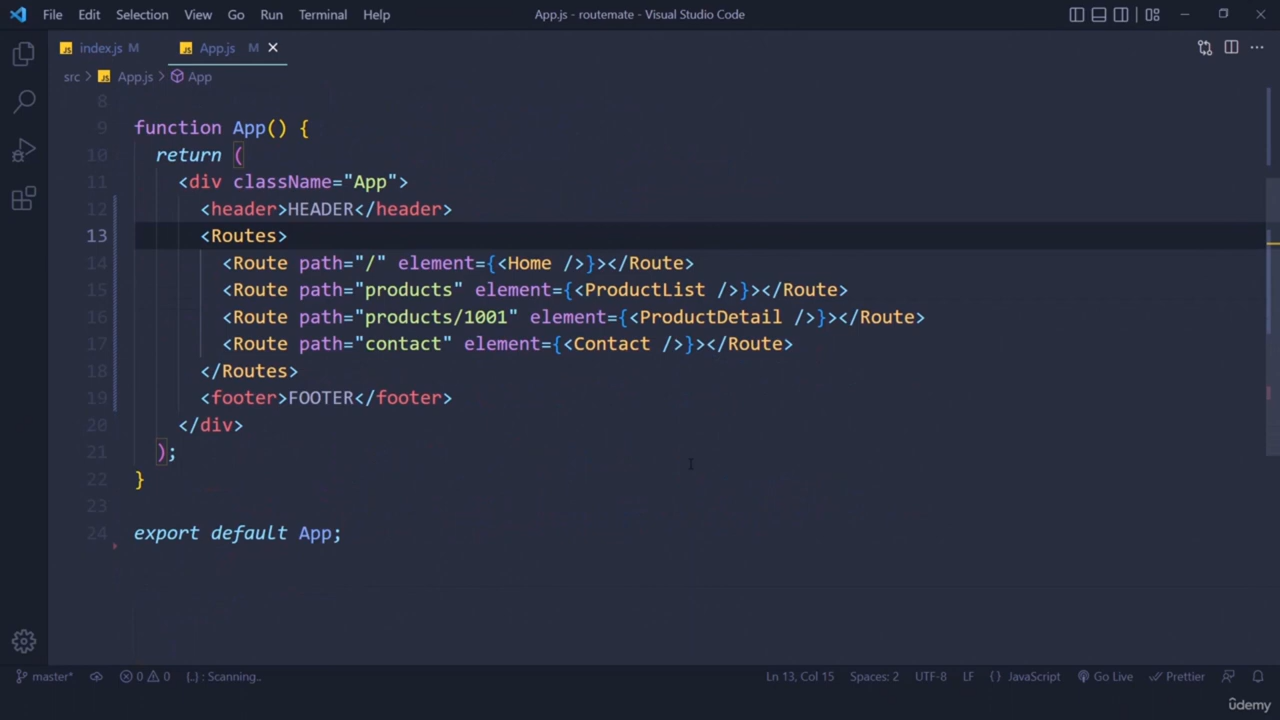 File Edit Selection View Go Run Terminal Help App.js - routemate - Visual Studio Code
index.js M App.js M
src > App.js > App
8
9 function App() {
10 return (
11 <div className="App">
12 <header>HEADER</header>
13 <Routes>
14 <Route path="/" element={<Home />}></Route>
15 <Route path="products" element={<ProductList />}></Route>
16 <Route path="products/1001" element={<ProductDetail />}></Route>
17 <Route path="contact" element={<Contact />}></Route>
18 </Routes>
19 <footer>FOOTER</footer>
20 </div>
21 );
22 }
23
24 export default App;
master* 0 0 {..} : Scanning.. Ln 13, Col 15 Spaces: 2 UTF-8 LF {} JavaScript Go Live Prettier
ûdemy